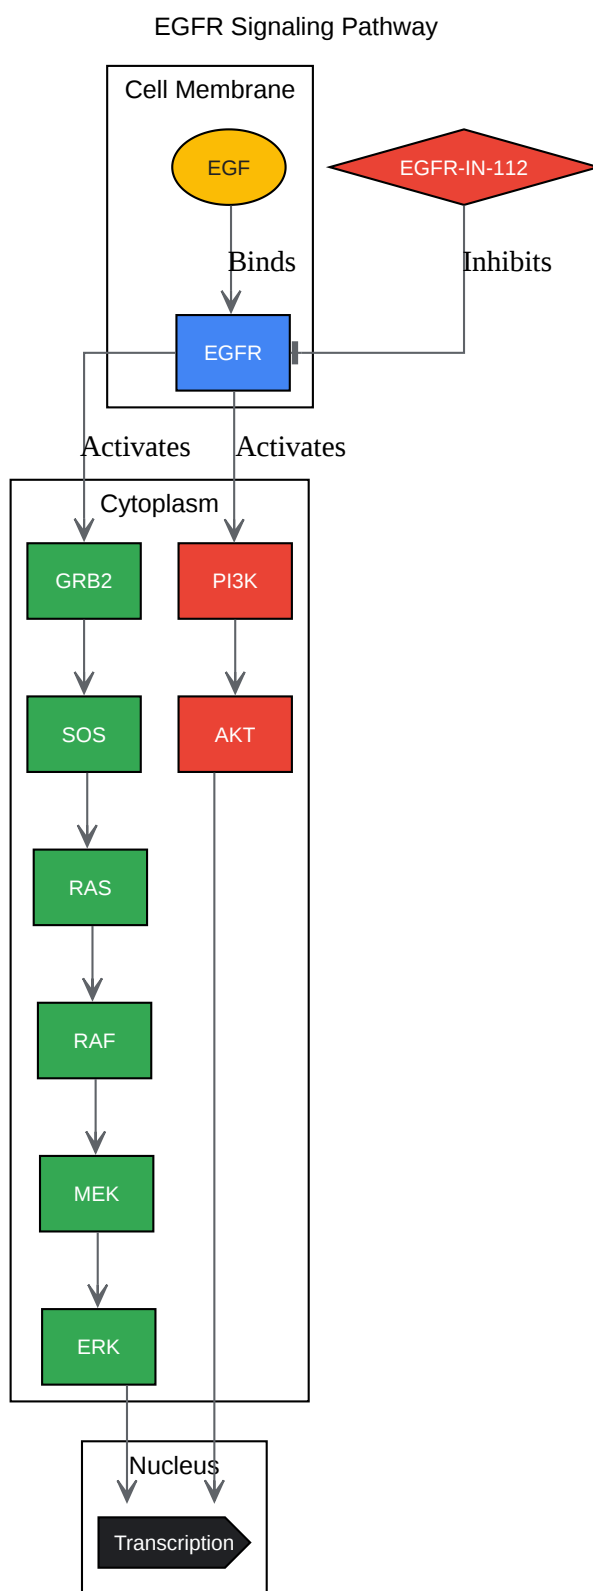 EGFR Signaling Pathway
Cell Membrane
EGF
EGFR-IN-112
Binds
Inhibits
EGFR
Activates
Activates
Cytoplasm
GRB2
PI3K
SOS
AKT
RAS
RAF
MEK
ERK
Nucleus
Transcription